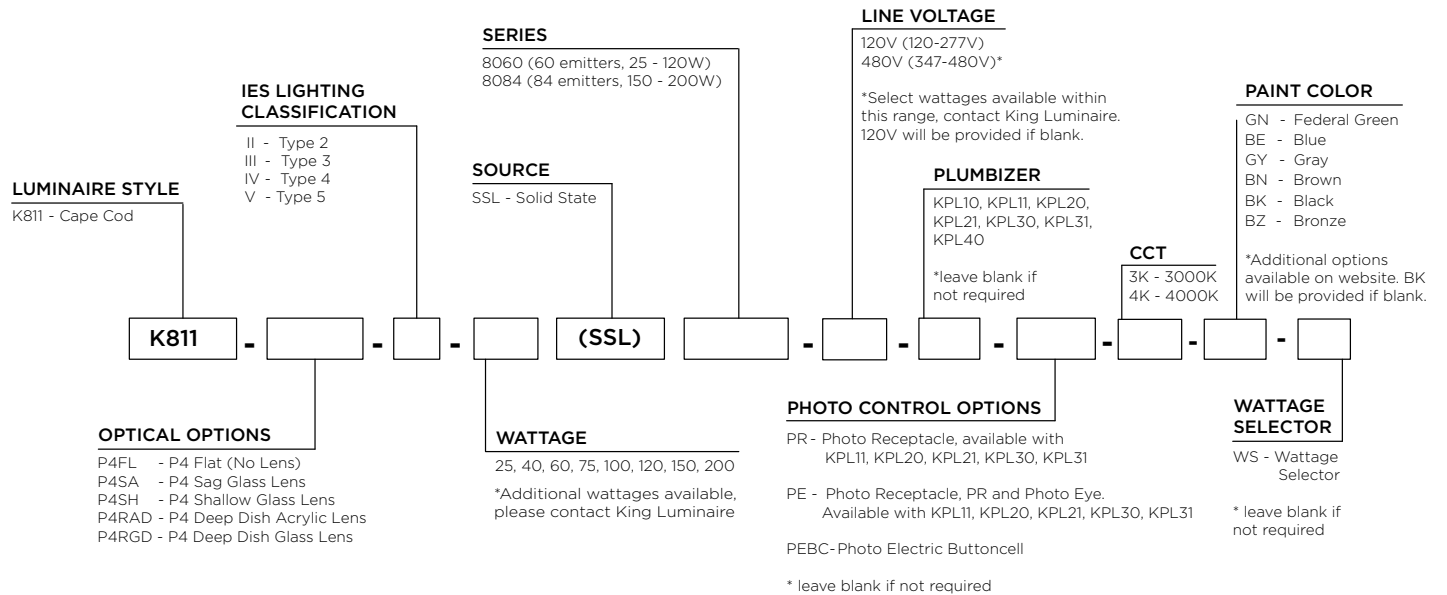 LUMINAIRE STYLE
K811 - Cape Cod
OPTICAL OPTIONS
P4FL - P4 Flat (No Lens)
P4SA - P4 Sag Glass Lens
P4SH - P4 Shallow Glass Lens
P4RAD - P4 Deep Dish Acrylic Lens
P4RGD - P4 Deep Dish Glass Lens
IES LIGHTING
CLASSIFICATION
II - Type 2
III - Type 3
IV - Type 4
V - Type 5
WATTAGE
25, 40, 60, 75, 100, 120, 150, 200
*Additional wattages available,
please contact King Luminaire
SOURCE
SSL - Solid State
SERIES
8060 (60 emitters, 25 - 120W)
8084 (84 emitters, 150 - 200W)
LINE VOLTAGE
120V (120-277V)
480V (347-480V)*
*Select wattages available within
this range, contact King Luminaire.
120V will be provided if blank.
PLUMBIZER
KPL10, KPL11, KPL20,
KPL21, KPL30, KPL31,
KPL40
*leave blank if
not required
PHOTO CONTROL OPTIONS
PR - Photo Receptacle, available with
KPL11, KPL20, KPL21, KPL30, KPL31
PE - Photo Receptacle, PR and Photo Eye.
Available with KPL11, KPL20, KPL21, KPL30, KPL31
PEBC-Photo Electric Buttoncell
* leave blank if not required
CCT
3K - 3000K
4K - 4000K
PAINT COLOR
GN - Federal Green
BE - Blue
GY - Gray
BN - Brown
BK - Black
BZ - Bronze
*Additional options
available on website. BK
will be provided if blank.
WATTAGE
SELECTOR
WS - Wattage
Selector
* leave blank if
not required
K811 - - - (SSL) - - - - - -